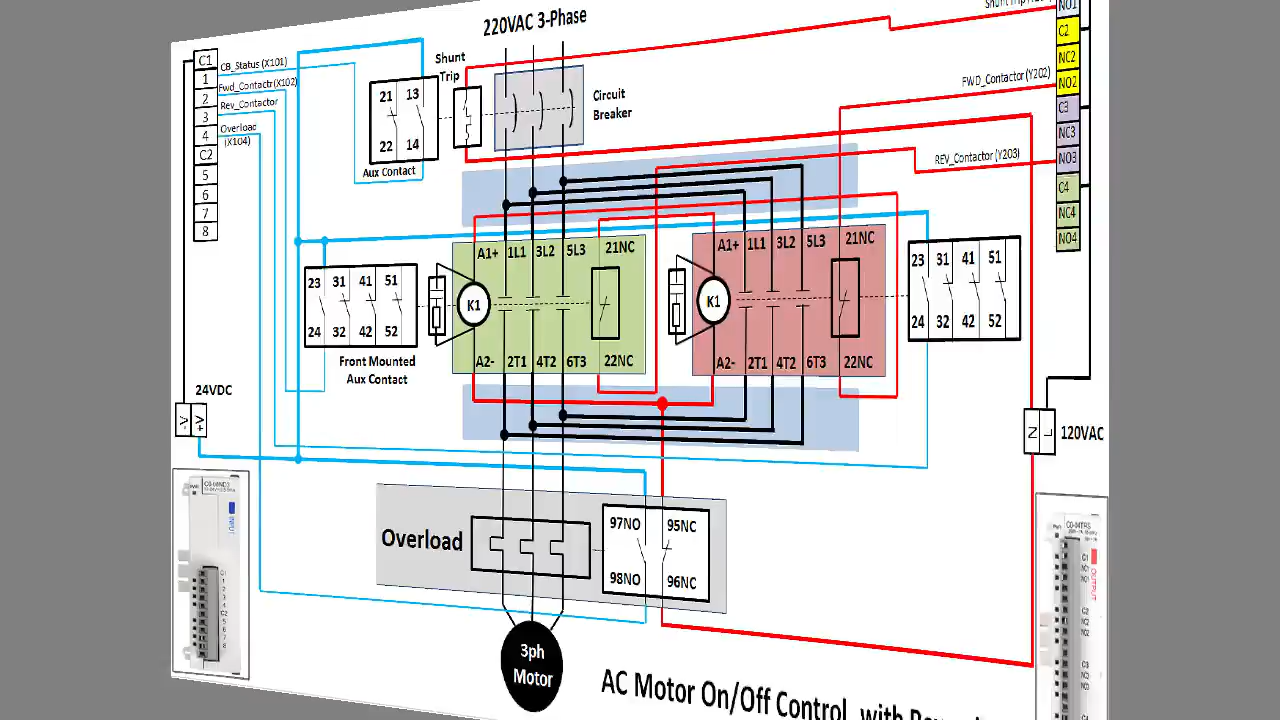 220VAC 3-Phase
C1
1
2
3
4
C2
5
6
7
8
CB_Status (X101)
Fwd_Contactr (X102)
Rev_Contactor
Overload
(X104)
21 13
22 14
Aux Contact
Shunt
Trip
Circuit
Breaker
NO1
C2
NC2
NO2
C3
NC3
NO3
C4
NC4
NO4
FWD_Contactor (Y202)
REV_Contactor (Y203)
23 31 41 51
24 32 42 52
Front Mounted
Aux Contact
A1+ 1L1 3L2 5L3 21NC
K1
A2- 2T1 4T2 6T3 22NC
A1+ 1L1 3L2 5L3 21NC
K1
A2- 2T1 4T2 6T3 22NC
23 31 41 51
24 32 42 52
24VDC
V- V+
N L
120VAC
Overload
97NO 95NC
98NO 96NC
3ph
Motor
INPUT
OUTPUT
AC Motor On/Off Control, with